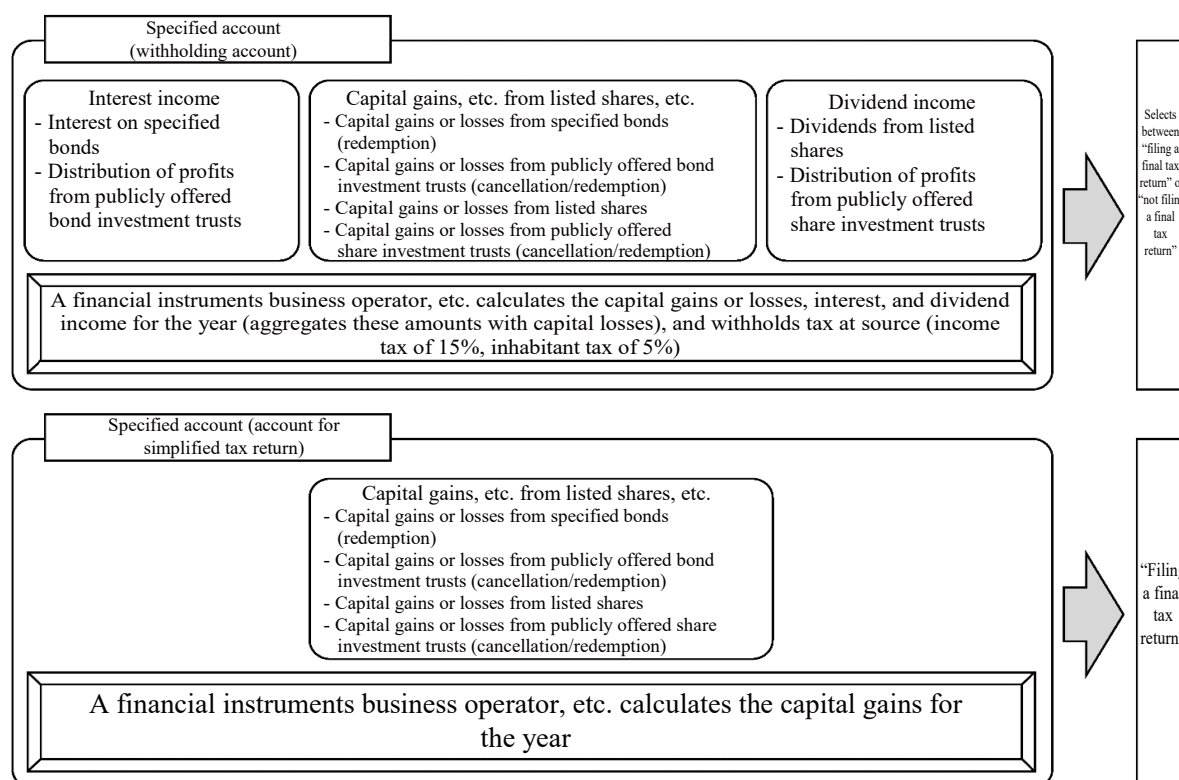 Specified account
(withholding account)
Interest income
- Interest on specified
bonds
- Distribution of profits
from publicly offered
bond investment trusts
Capital gains, etc. from listed shares, etc.
- Capital gains or losses from specified bonds
(redemption)
- Capital gains or losses from publicly offered bond
investment trusts (cancellation/redemption)
- Capital gains or losses from listed shares
- Capital gains or losses from publicly offered
share investment trusts (cancellation/redemption)
Dividend income
- Dividends from listed
shares
- Distribution of profits
from publicly offered
share investment trusts
A financial instruments business operator, etc. calculates the capital gains or losses, interest, and dividend
income for the year (aggregates these amounts with capital losses), and withholds tax at source (income
tax of 15%, inhabitant tax of 5%)
Selects
between
“filing a
final tax
return” o
“not filing
a final
tax
return”
Specified account (account for
simplified tax return)
Capital gains, etc. from listed shares, etc.
- Capital gains or losses from specified bonds
(redemption)
- Capital gains or losses from publicly offered bond
investment trusts (cancellation/redemption)
- Capital gains or losses from listed shares
- Capital gains or losses from publicly offered share
investment trusts (cancellation/redemption)
A financial instruments business operator, etc. calculates the capital gains for
the year
“Filing
a fina
tax
return